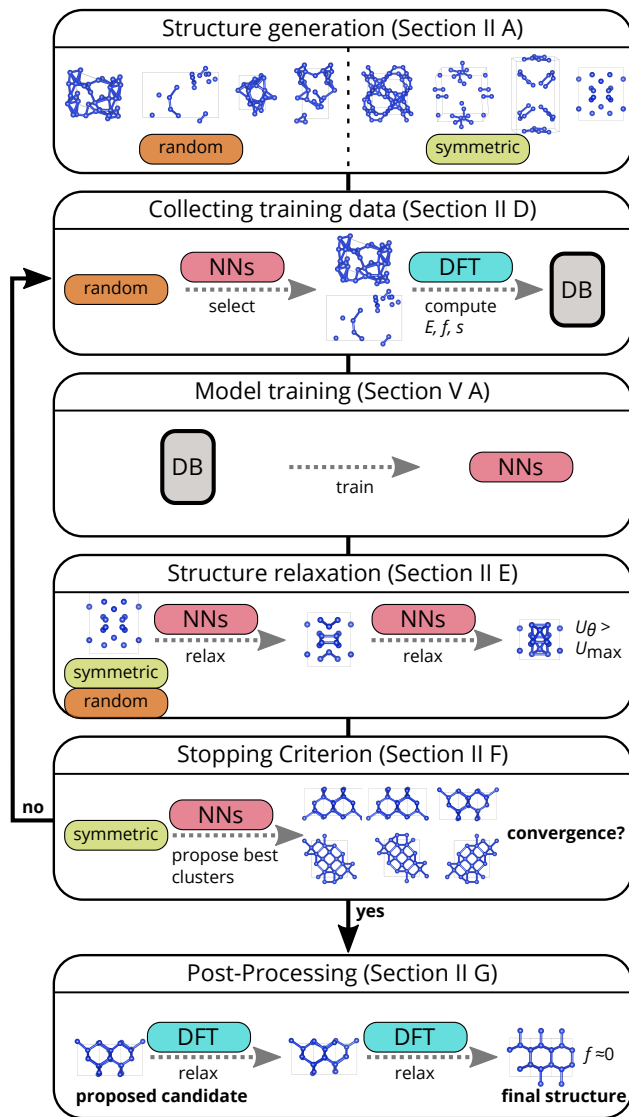 Structure generation (Section II A)
random
symmetric
Collecting training data (Section II D)
random
NNs
select
DFT
compute
E, f, s
DB
Model training (Section V A)
DB
train
NNs
Structure relaxation (Section II E)
symmetric
random
NNs
relax
NNs
relax
Uθ >
Umax
Stopping Criterion (Section II F)
no
symmetric
NNs
propose best
clusters
convergence?
yes
Post-Processing (Section II G)
DFT
relax
DFT
relax
f ≈0
proposed candidate
final structure